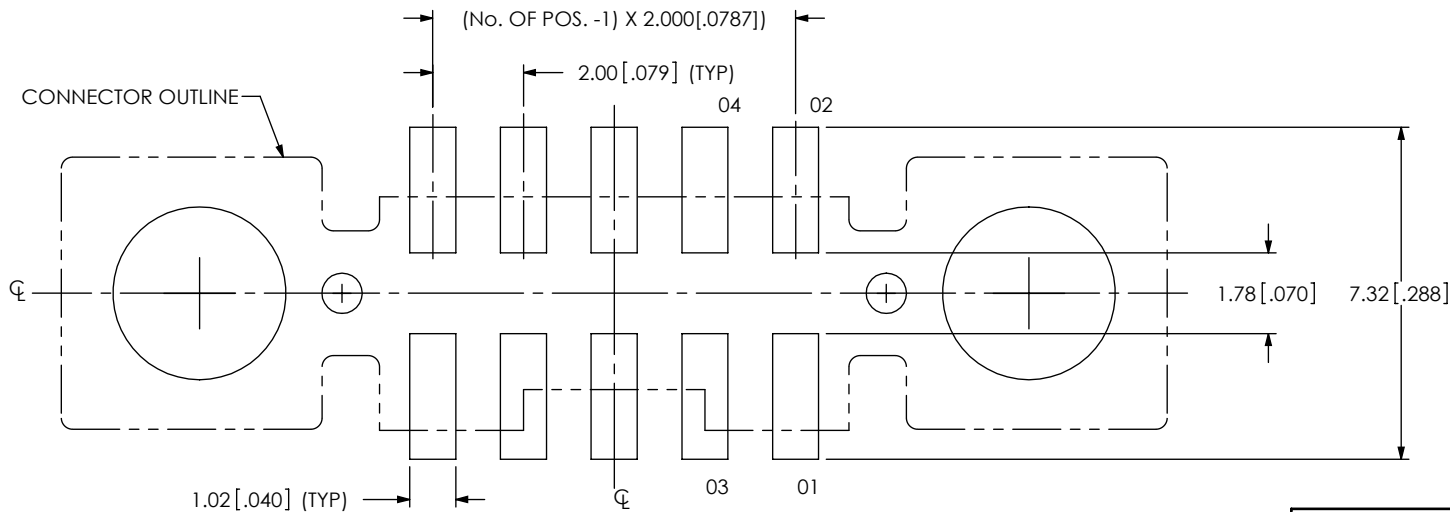 (No. OF POS. -1) X 2.000[.0787])
2.00[.079] (TYP)
CONNECTOR OUTLINE
04 02
℄
1.78[.070] 7.32[.288]
03 01
1.02[.040] (TYP)
℄